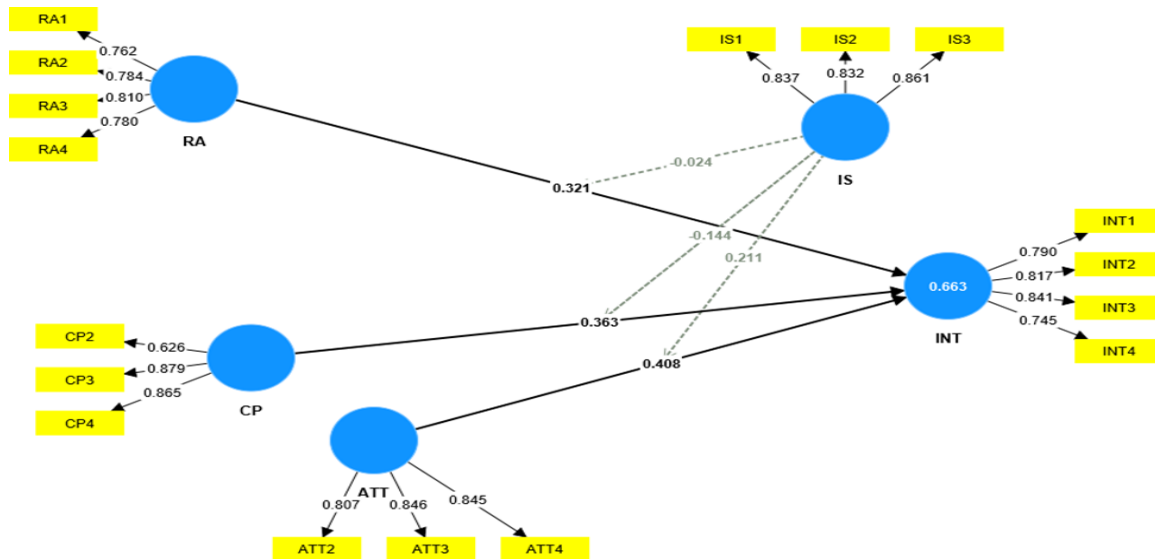 RA1
RA2
RA3
RA4
0.762
0.784
0.810
0.780
RA
IS1
IS2
IS3
0.837
0.832
0.861
IS
-0.024
0.321
-0.144
0.211
0.363
0.408
CP2
CP3
CP4
0.626
0.879
0.865
CP
ATT
0.807
0.846
0.845
ATT2
ATT3
ATT4
0.663
INT
0.790
0.817
0.841
0.745
INT1
INT2
INT3
INT4